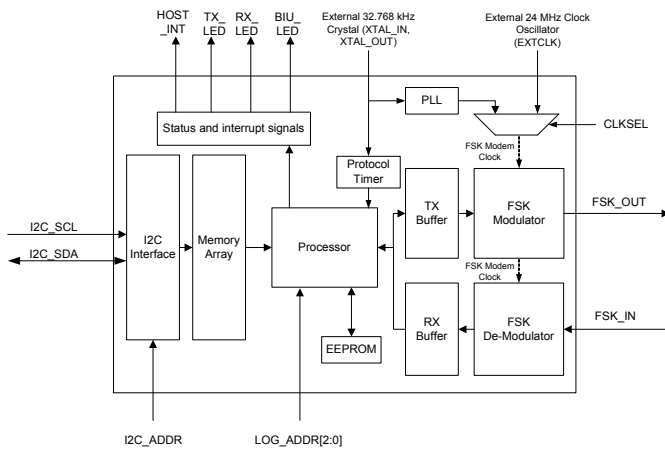 HOST
_INT
TX_
LED
RX_
LED
BIU_
LED
External 32.768 kHz
Crystal (XTAL_IN,
XTAL_OUT)
External 24 MHz Clock
Oscillator
(EXTCLK)
PLL
CLKSEL
Status and interrupt signals
FSK Modem
Clock
Protocol
Timer
I2C_SCL
I2C_SDA
I2C
Interface
Memory
Array
Processor
TX
Buffer
FSK
Modulator
FSK_OUT
FSK Modem
Clock
RX
Buffer
FSK
De-Modulator
FSK_IN
EEPROM
I2C_ADDR
LOG_ADDR[2:0]